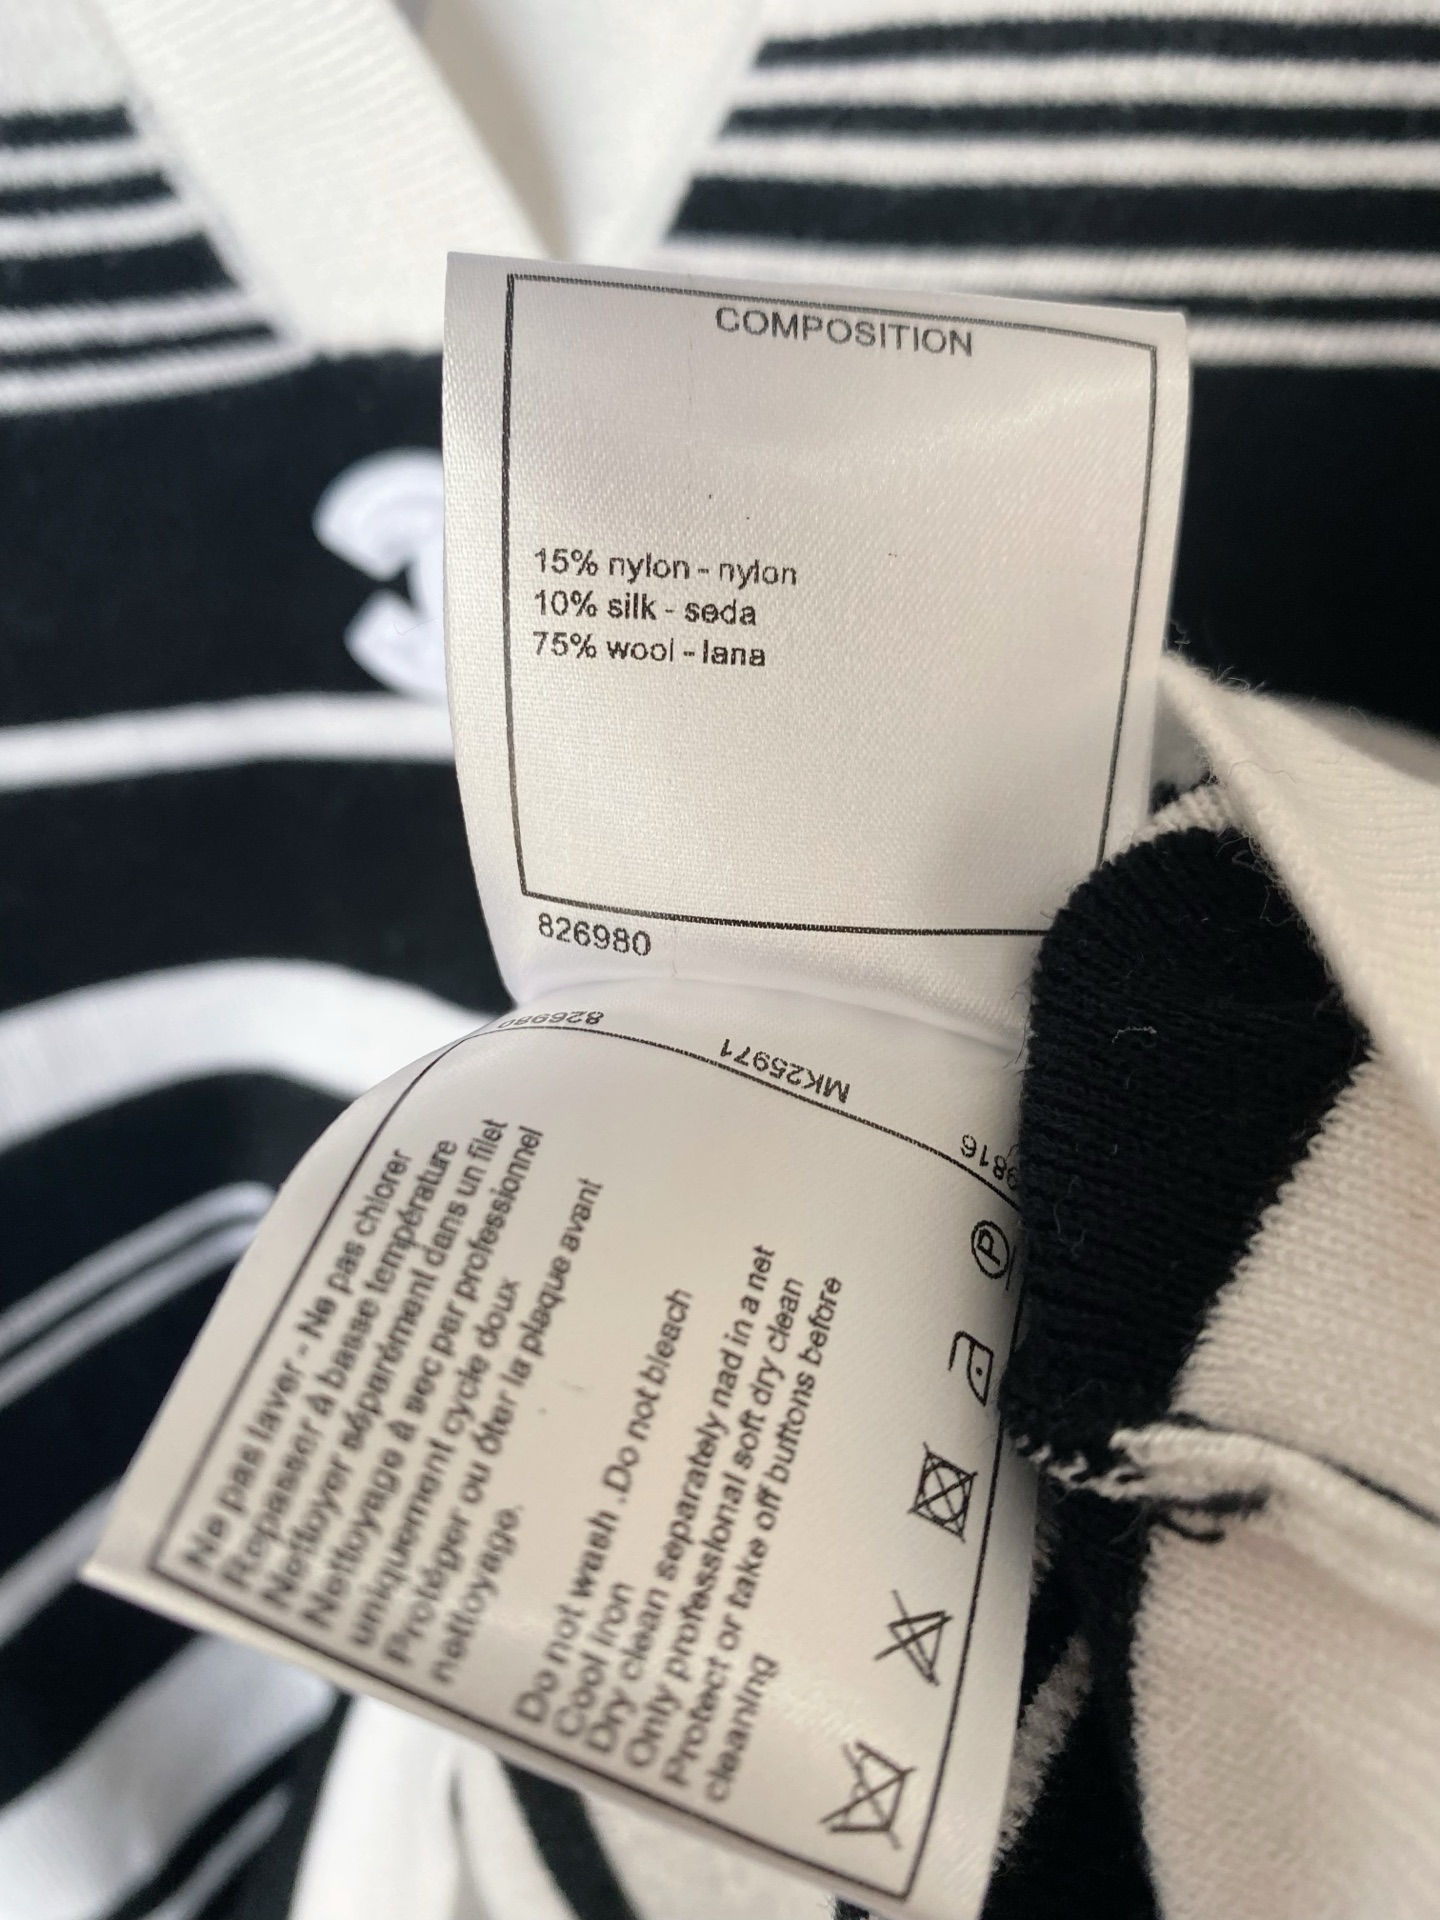 COMPOSITION
15% nylon - nylon
10% silk - seda
75% wool - lana
826980
826980
MK25971
9816
Ne pas laver - Ne pas chlorer
Repasser à basse température
Nettoyer séparément dans un filet
Nettoyage à sec par professionnel
uniquement cycle doux
Protéger ou ôter la plaque avant
nettoyage.
Do not wash .Do not bleach
Cool iron
Dry clean separately nad in a net
Only professional soft dry clean
Protect or take off buttons before
cleaning
P